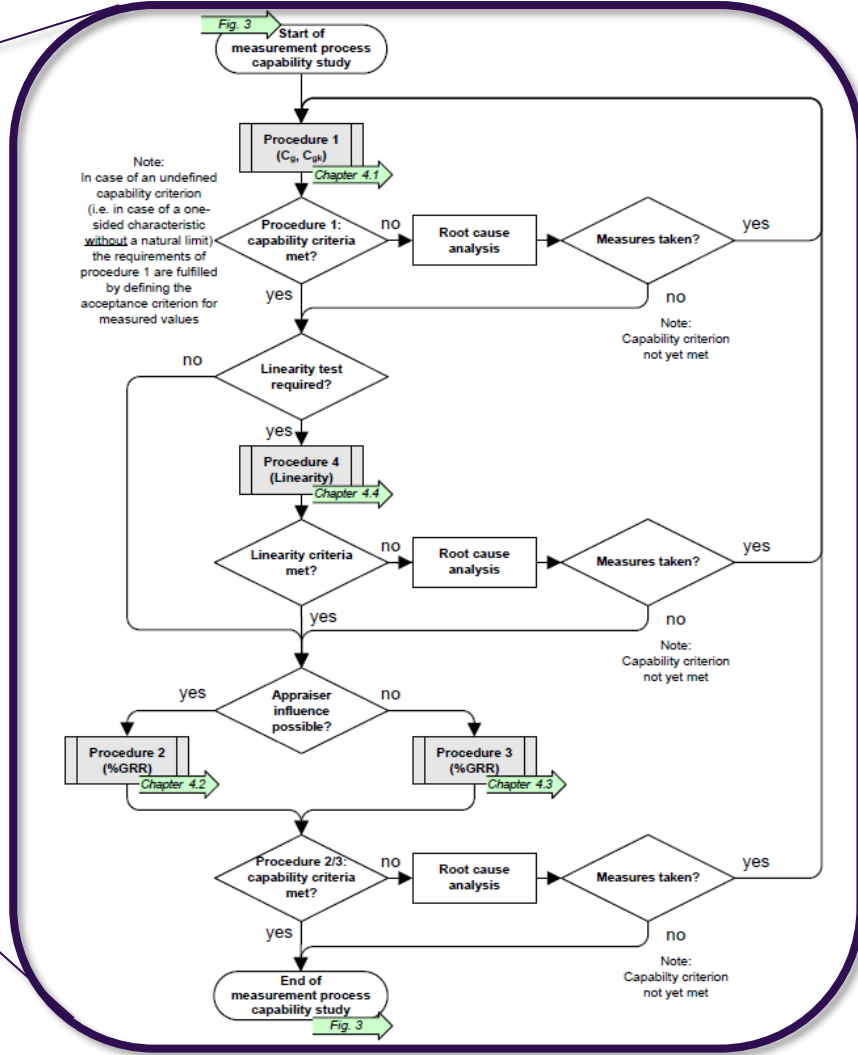 Fig. 3
Start of
measurement process
capability study
Procedure 1
(Cg, Cgk)
Chapter 4.1
Note:
In case of an undefined
capability criterion
(i.e. in case of a one-
sided characteristic
without a natural limit)
the requirements of
procedure 1 are fulfilled
by defining the
acceptance criterion for
measured values
Procedure 1:
capability criteria
met?
no
Root cause
analysis
Measures taken?
yes
yes
no
Note:
Capability criterion
not yet met
no
Linearity test
required?
yes
Procedure 4
(Linearity)
Chapter 4.4
Linearity criteria
met?
no
Root cause
analysis
Measures taken?
yes
yes
no
Note:
Capability criterion
not yet met
yes
Appraiser
influence
possible?
no
Procedure 2
(%GRR)
Chapter 4.2
Procedure 3
(%GRR)
Chapter 4.3
Procedure 2/3:
capability criteria
met?
no
Root cause
analysis
Measures taken?
yes
yes
no
Note:
Capabilty criterion
not yet met
End of
measurement process
capability study
Fig. 3